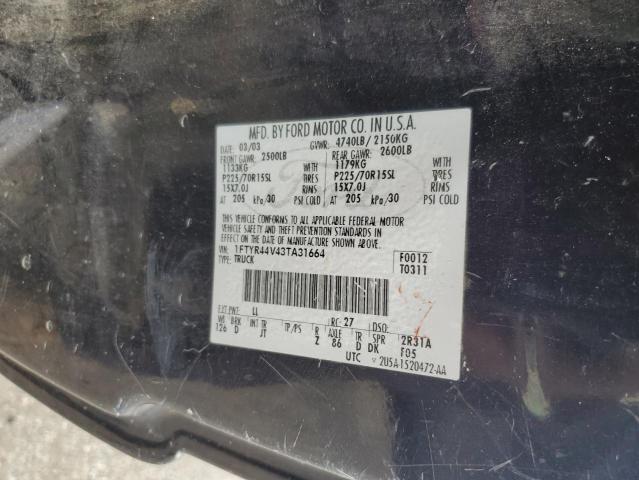 MFD. BY FORD MOTOR CO. IN U.S.A.
DATE: 03/03 GVWR: 4740LB/ 2150KG
FRONT GAWR: 2500LB REAR GAWR: 2600LB
1133KG WITH 1179KG WITH
P225/70R15SL TIRES P225/70R15SL TIRES
15X7.0J RIMS 15X7.0J RIMS
AT 205 kPa/30 PSI COLD AT 205 kPa/30 PSI COLD
THIS VEHICLE CONFORMS TO ALL APPLICABLE FEDERAL MOTOR
VEHICLE SAFETY AND THEFT PREVENTION STANDARDS IN
EFFECT ON THE DATE OF MANUFACTURE SHOWN ABOVE.
VIN: 1FTYR44V43TA31664 F0012
TYPE: TRUCK T0311
EXT PNT: LL RC: 27 DSO:
WB BRK INT TR TP/PS R AXLE TR SPR 2R31A
126 D JT Z 86 D DK F05
UTC 2U5A-1520472-AA